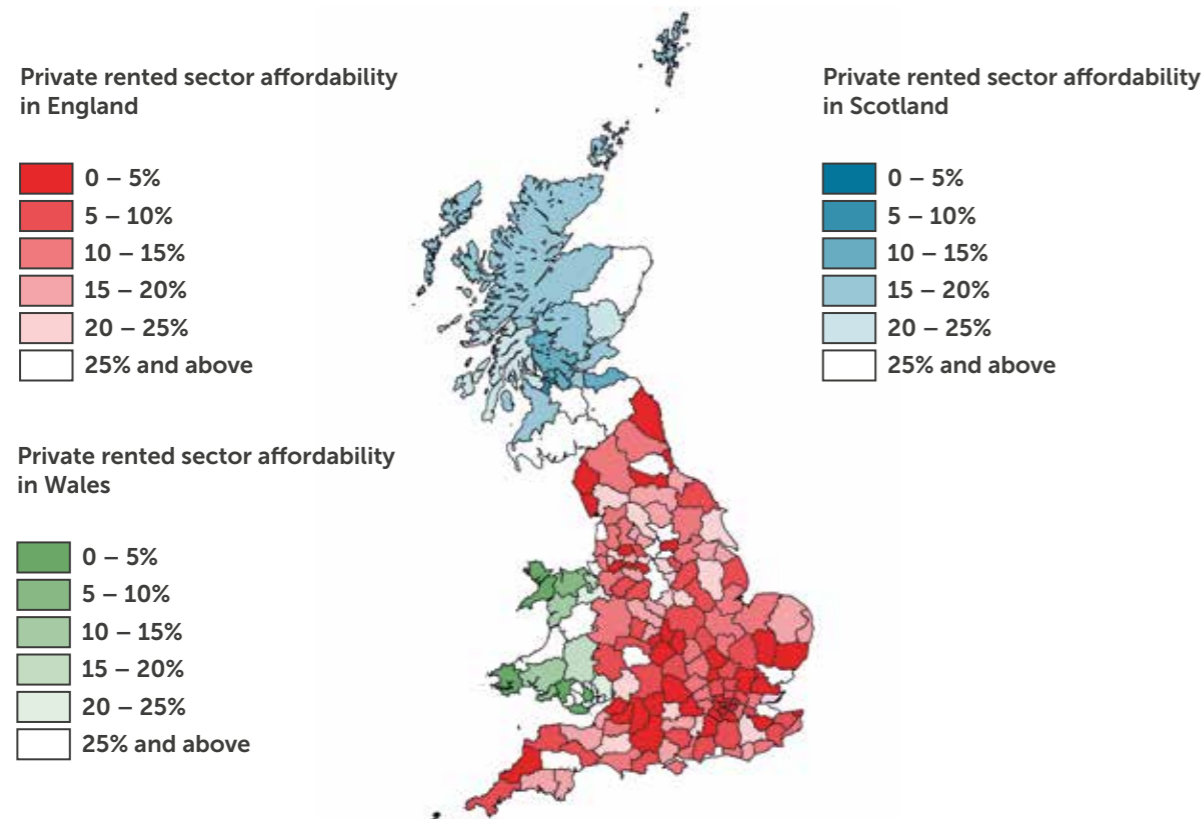 Private rented sector affordability
in England
0 – 5%
5 – 10%
10 – 15%
15 – 20%
20 – 25%
25% and above
Private rented sector affordability
in Scotland
0 – 5%
5 – 10%
10 – 15%
15 – 20%
20 – 25%
25% and above
Private rented sector affordability
in Wales
0 – 5%
5 – 10%
10 – 15%
15 – 20%
20 – 25%
25% and above